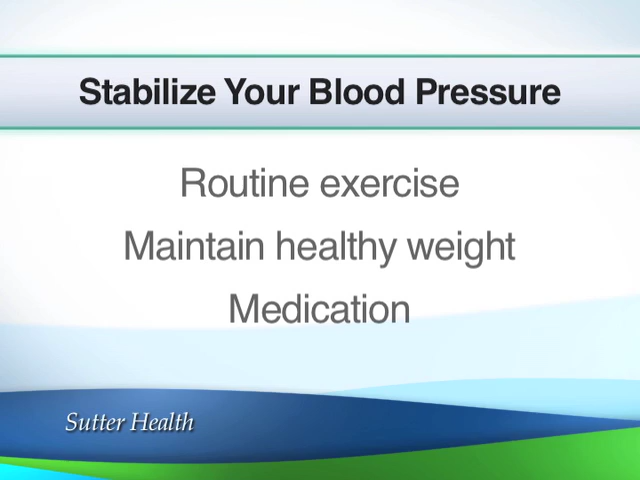 Stabilize Your Blood Pressure
Routine exercise
Maintain healthy weight
Medication
Sutter Health